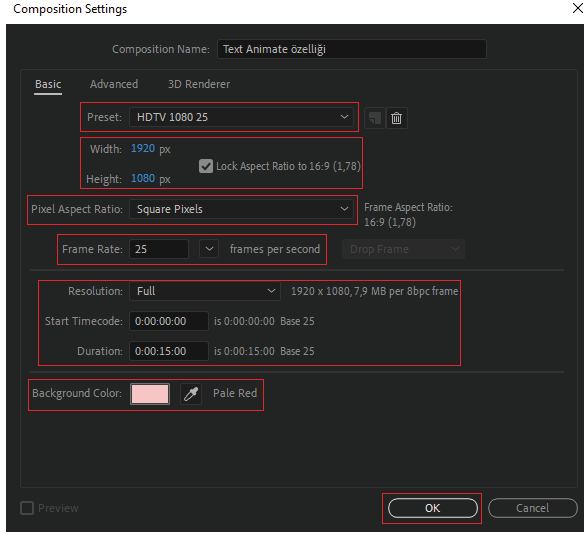 Composition Settings
Composition Name: Text Animate özelliği
Basic Advanced 3D Renderer
Preset: HDTV 1080 25
Width: 1920 px
Lock Aspect Ratio to 16:9 (1,78)
Height: 1080 px
Pixel Aspect Ratio: Square Pixels
Frame Aspect Ratio:
16:9 (1,78)
Frame Rate: 25 frames per second Drop Frame
Resolution: Full 1920 x 1080, 7,9 MB per 8bpc frame
Start Timecode: 0:00:00:00 is 0:00:00:00 Base 25
Duration: 0:00:15:00 is 0:00:15:00 Base 25
Background Color: Pale Red
Preview OK Cancel